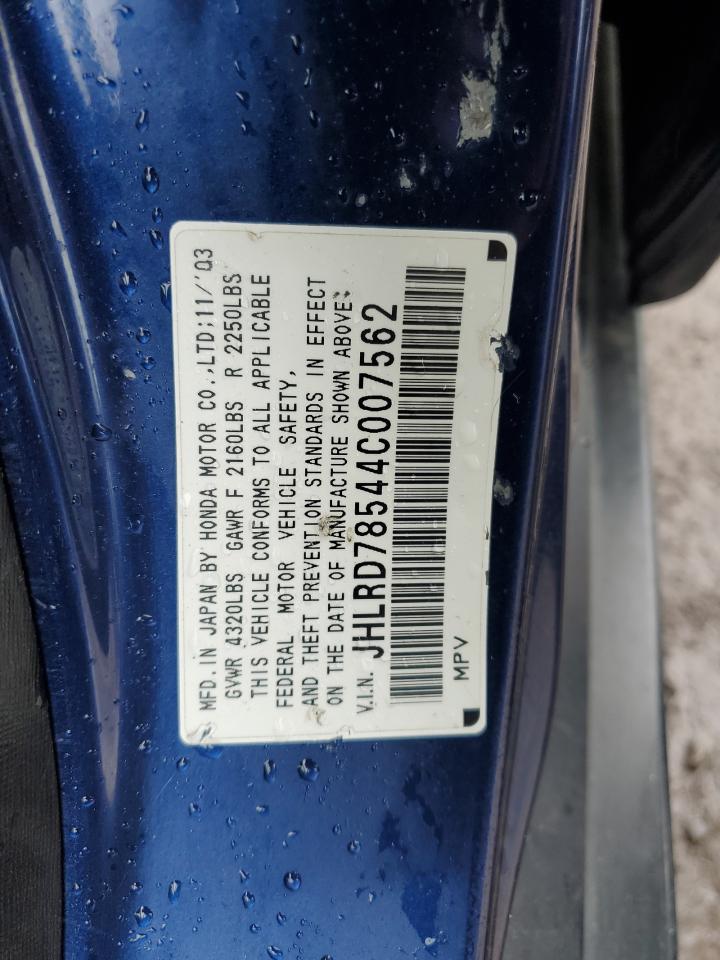 MFD.IN JAPAN BY HONDA MOTOR CO.,LTD;11/'03
GVWR 4320LBS GAWR F 2160LBS R 2250LBS
THIS VEHICLE CONFORMS TO ALL APPLICABLE
FEDERAL MOTOR VEHICLE SAFETY,
AND THEFT PREVENTION STANDARDS IN EFFECT
ON THE DATE OF MANUFACTURE SHOWN ABOVE:
V.I.N. JHLRD78544C007562
MPV